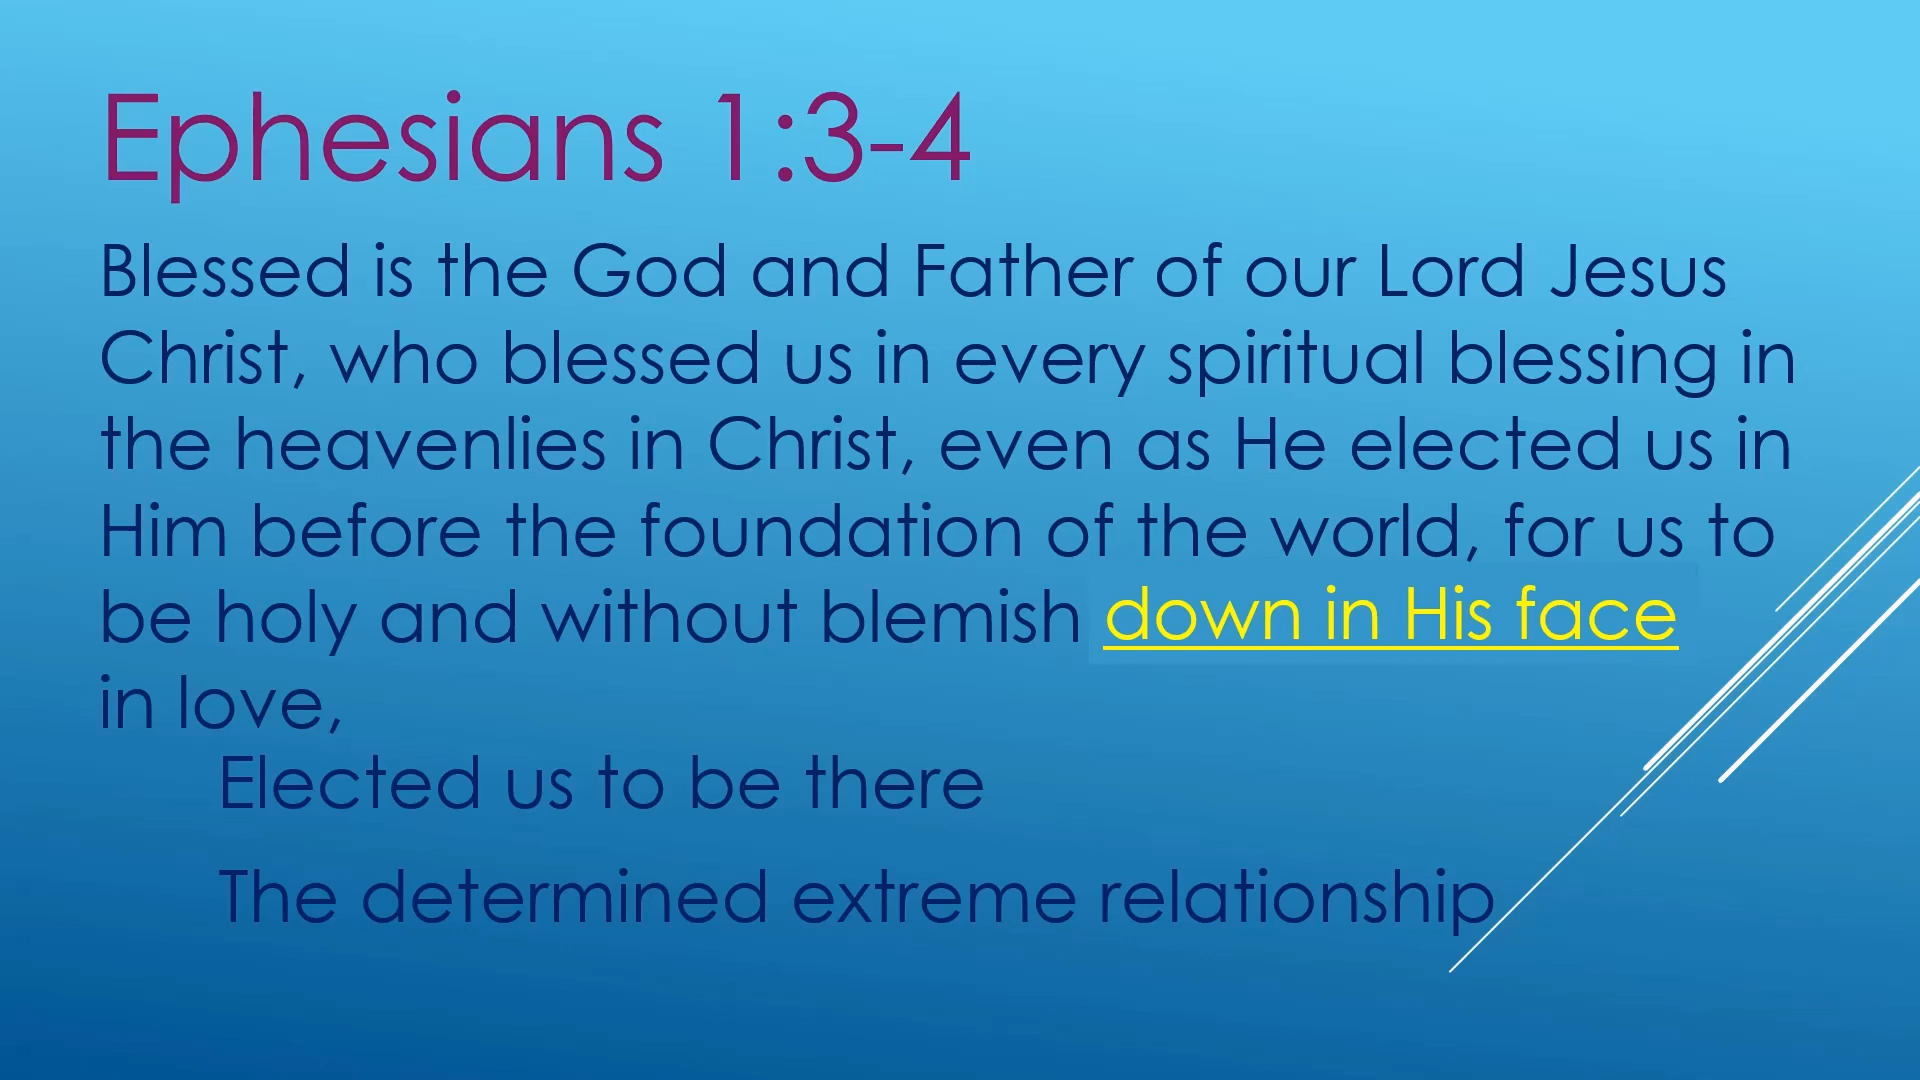 Ephesians 1:3-4
Blessed is the God and Father of our Lord Jesus
Christ, who blessed us in every spiritual blessing in
the heavenlies in Christ, even as He elected us in
Him before the foundation of the world, for us to
be holy and without blemish down in His face
in love,
Elected us to be there
The determined extreme relationship